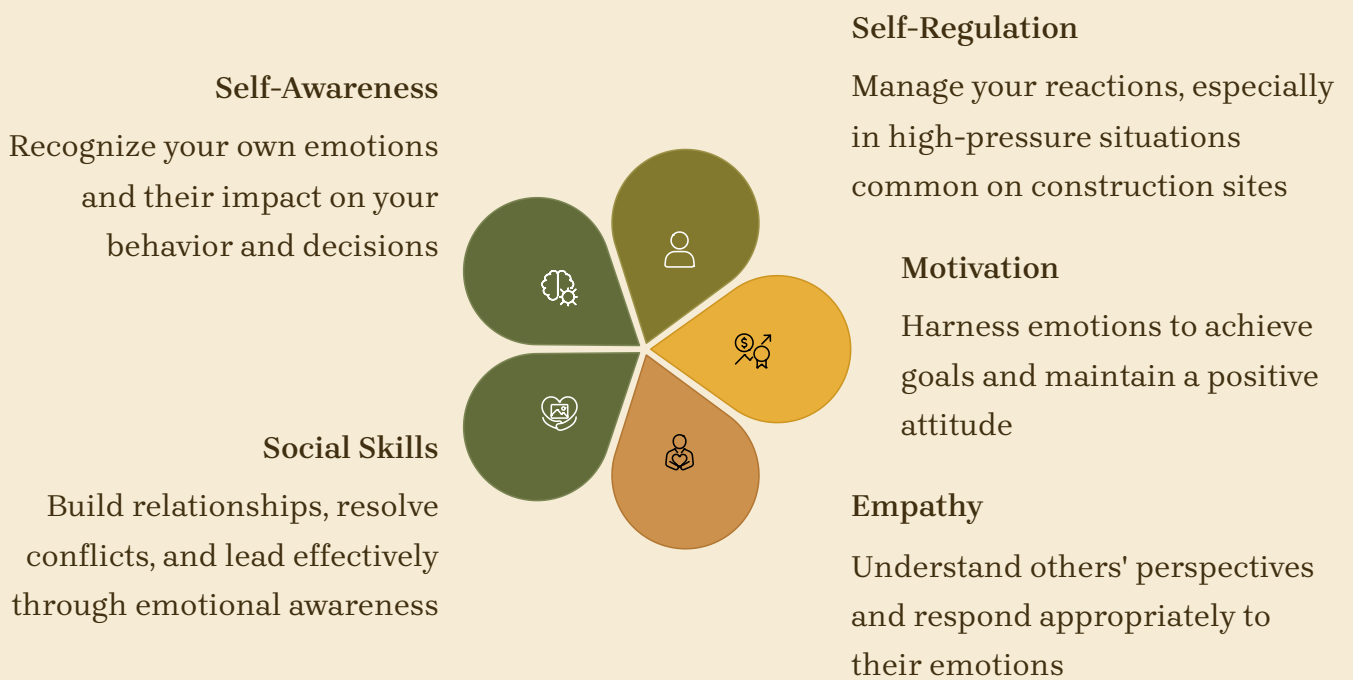 Self-Awareness
Recognize your own emotions
and their impact on your
behavior and decisions
Self-Regulation
Manage your reactions, especially
in high-pressure situations
common on construction sites
Motivation
Harness emotions to achieve
goals and maintain a positive
attitude
Empathy
Understand others' perspectives
and respond appropriately to
their emotions
Social Skills
Build relationships, resolve
conflicts, and lead effectively
through emotional awareness
$